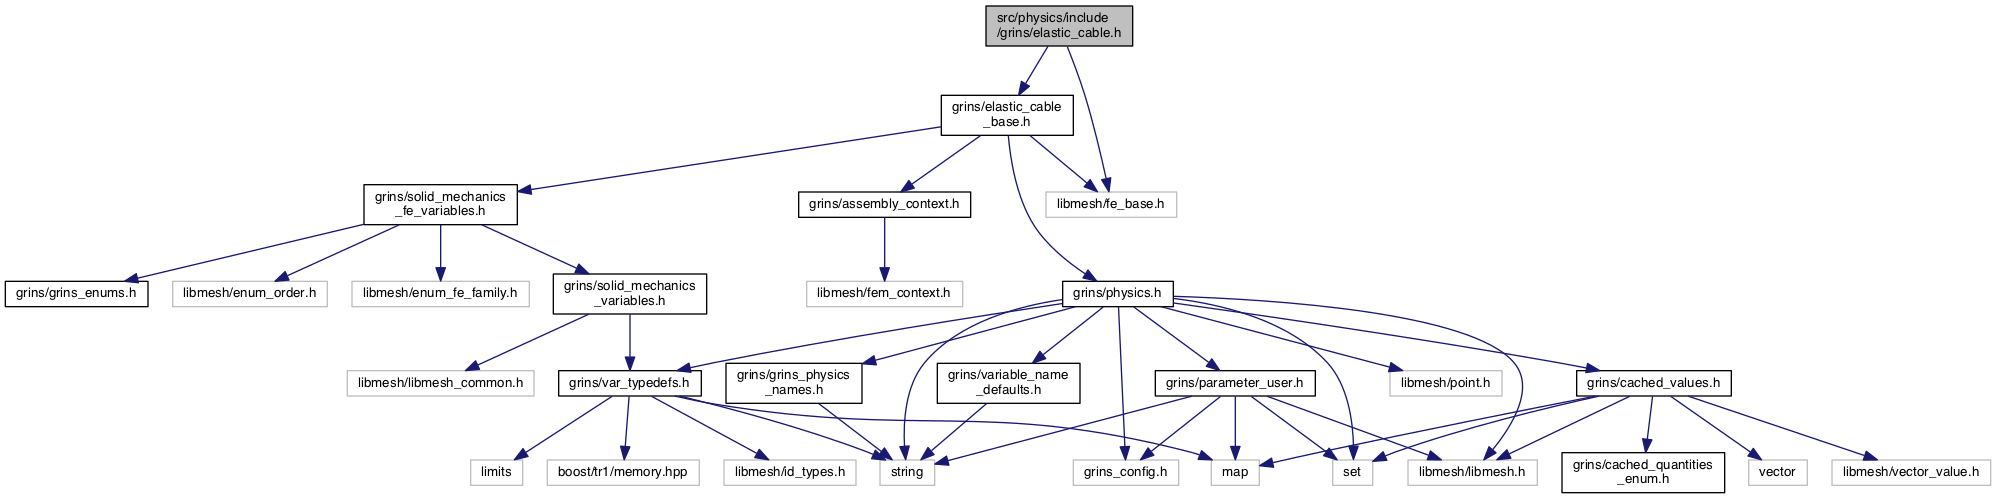 src/physics/include
/grins/elastic_cable.h
grins/elastic_cable
_base.h
grins/solid_mechanics
_fe_variables.h
grins/assembly_context.h
libmesh/fe_base.h
grins/grins_enums.h
libmesh/enum_order.h
libmesh/enum_fe_family.h
grins/solid_mechanics
_variables.h
libmesh/fem_context.h
grins/physics.h
libmesh/libmesh_common.h
grins/var_typedefs.h
grins/grins_physics
_names.h
grins/variable_name
_defaults.h
grins/parameter_user.h
libmesh/point.h
grins/cached_values.h
limits
boost/tr1/memory.hpp
libmesh/id_types.h
string
grins_config.h
map
set
libmesh/libmesh.h
grins/cached_quantities
_enum.h
vector
libmesh/vector_value.h